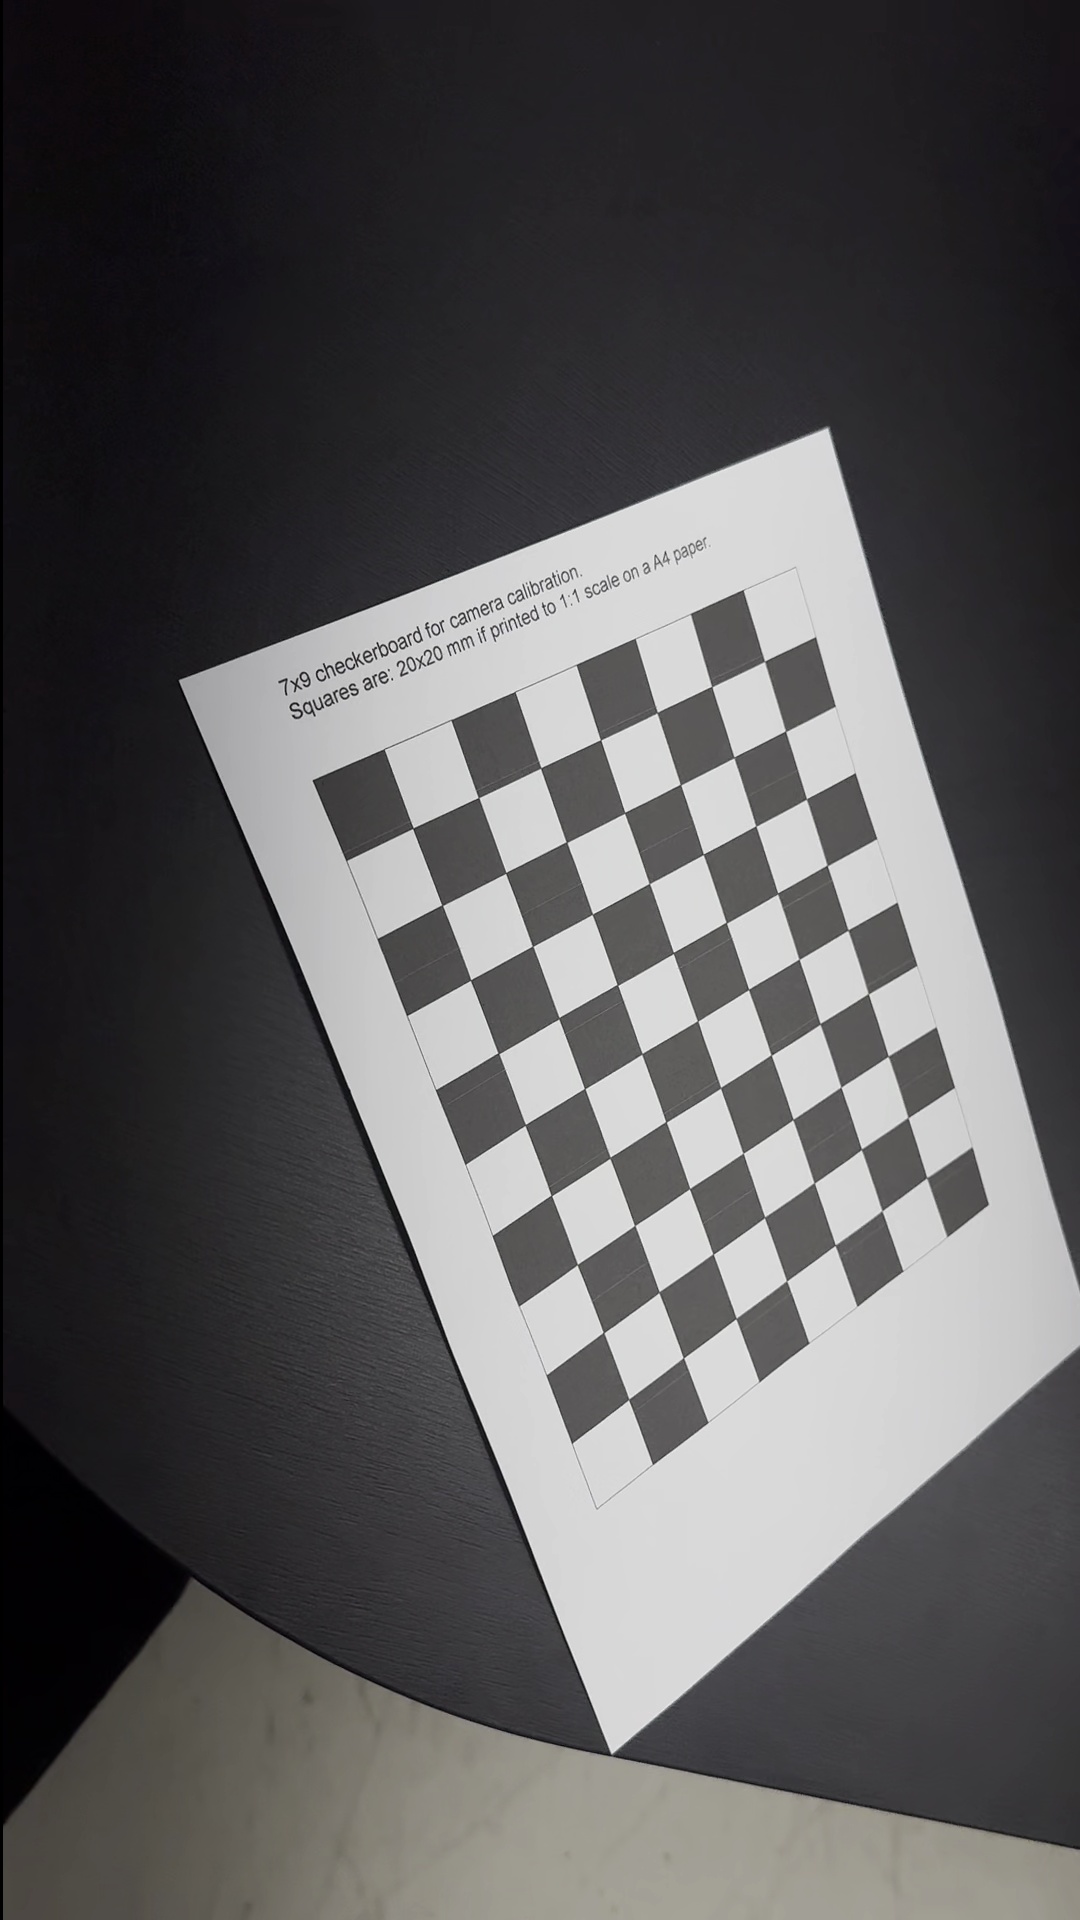 7x9 checkerboard for camera calibration.
Squares are: 20x20 mm if printed to 1:1 scale on a A4 paper.